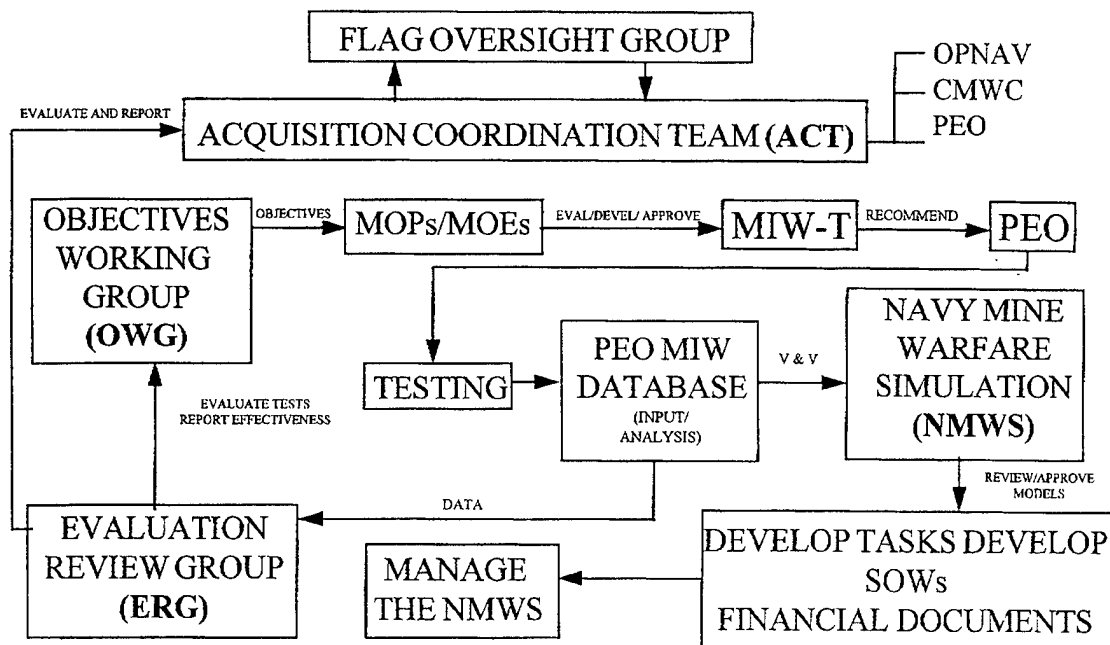 FLAG OVERSIGHT GROUP
OPNAV
CMWC
PEO
EVALUATE AND REPORT
ACQUISITION COORDINATION TEAM (ACT)
OBJECTIVES
WORKING
GROUP
(OWG)
OBJECTIVES
MOPs/MOEs
EVAL/DEVEL/ APPROVE
MIW-T
RECOMMEND
PEO
TESTING
PEO MIW
DATABASE
(INPUT/
ANALYSIS)
V & V
NAVY MINE
WARFARE
SIMULATION
(NMWS)
EVALUATE TESTS
REPORT EFFECTIVENESS
REVIEW/APPROVE
MODELS
DATA
EVALUATION
REVIEW GROUP
(ERG)
MANAGE
THE NMWS
DEVELOP TASKS DEVELOP
SOWs
FINANCIAL DOCUMENTS